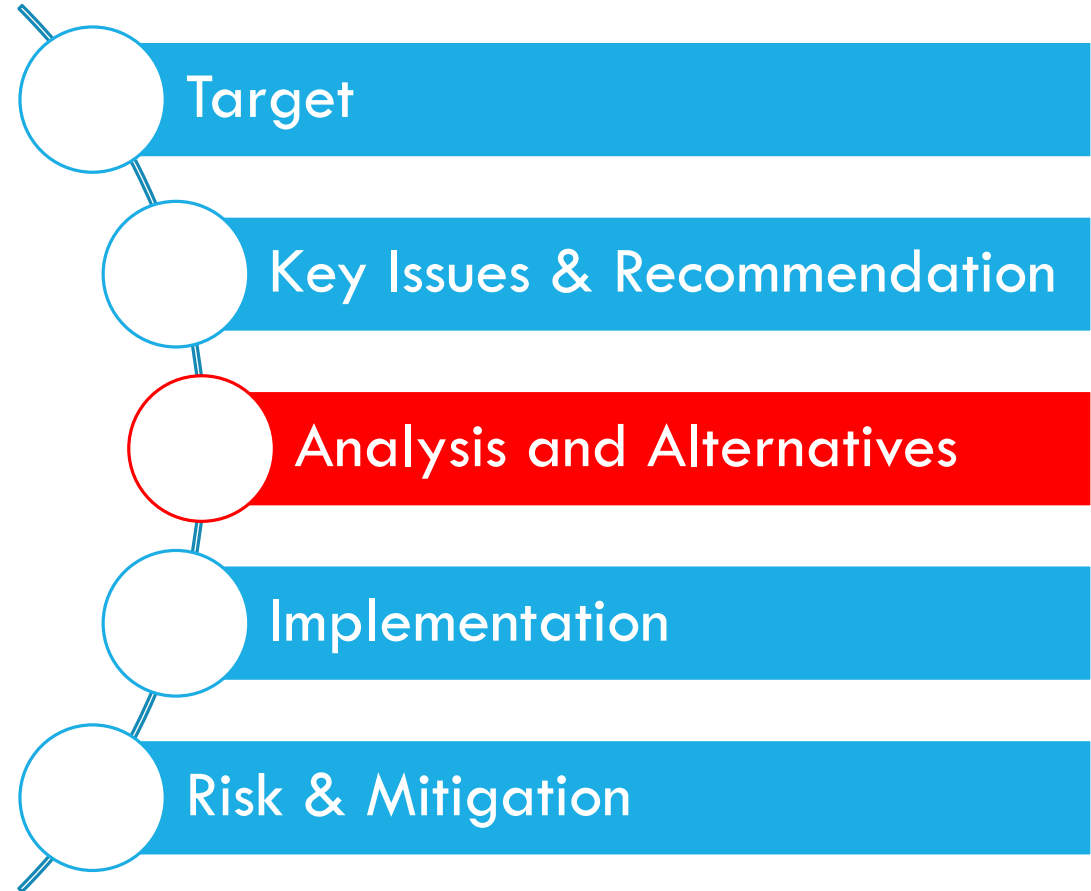 Target
Key Issues & Recommendation
Analysis and Alternatives
Implementation
Risk & Mitigation